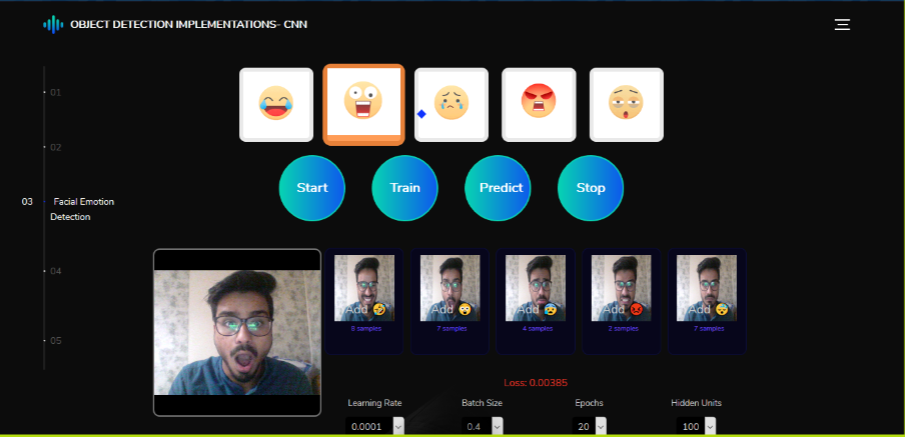 OBJECT DETECTION IMPLEMENTATIONS- CNN
01
02
03 Facial Emotion
Detection
04
05
Start Train Predict Stop
Add Add Add Add Add
8 samples 7 samples 4 samples 2 samples 7 samples
Loss: 0.00385
Learning Rate Batch Size Epochs Hidden Units
0.0001 0.4 20 100